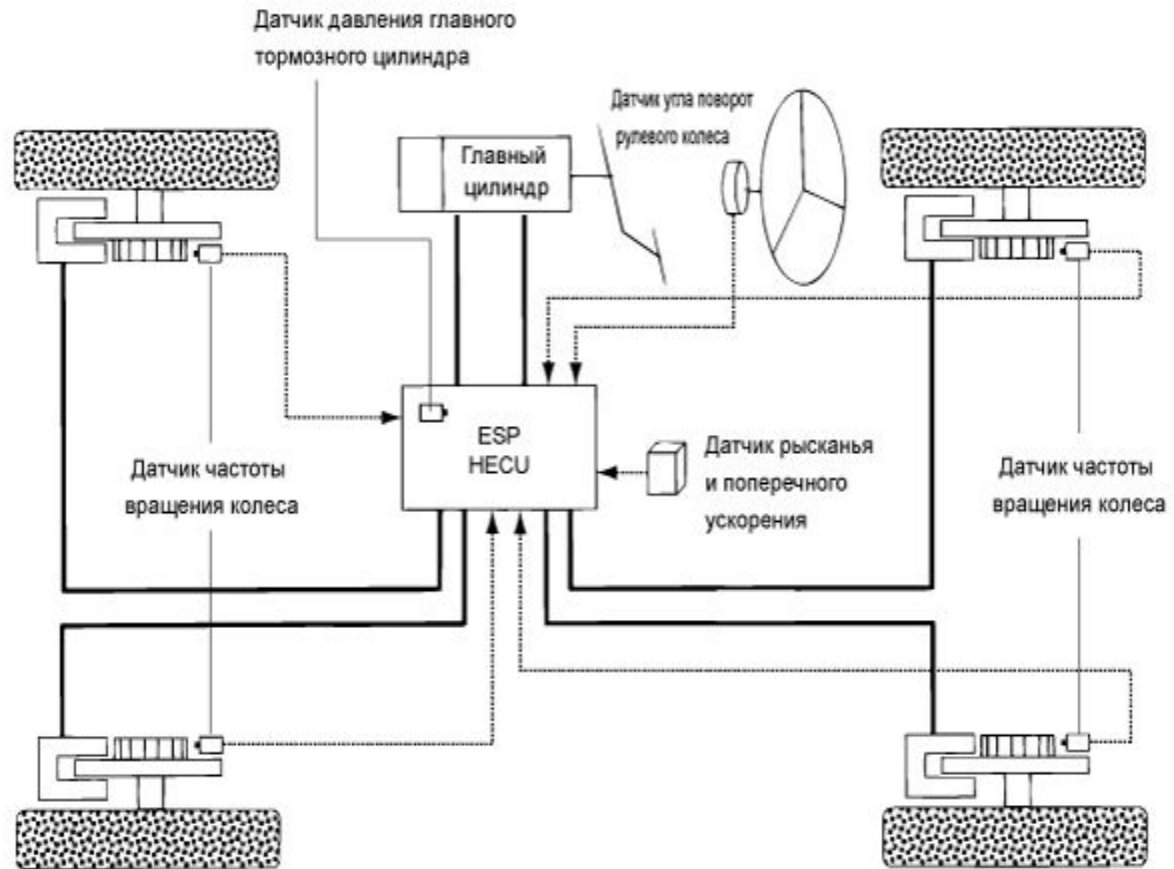 Датчик давления главного
тормозного цилиндра
Датчик угла поворот
рулевого колеса
Главный
цилиндр
ESP
HECU
Датчик рысканья
и поперечного
ускорения
Датчик частоты
вращения колеса
Датчик частоты
вращения колеса